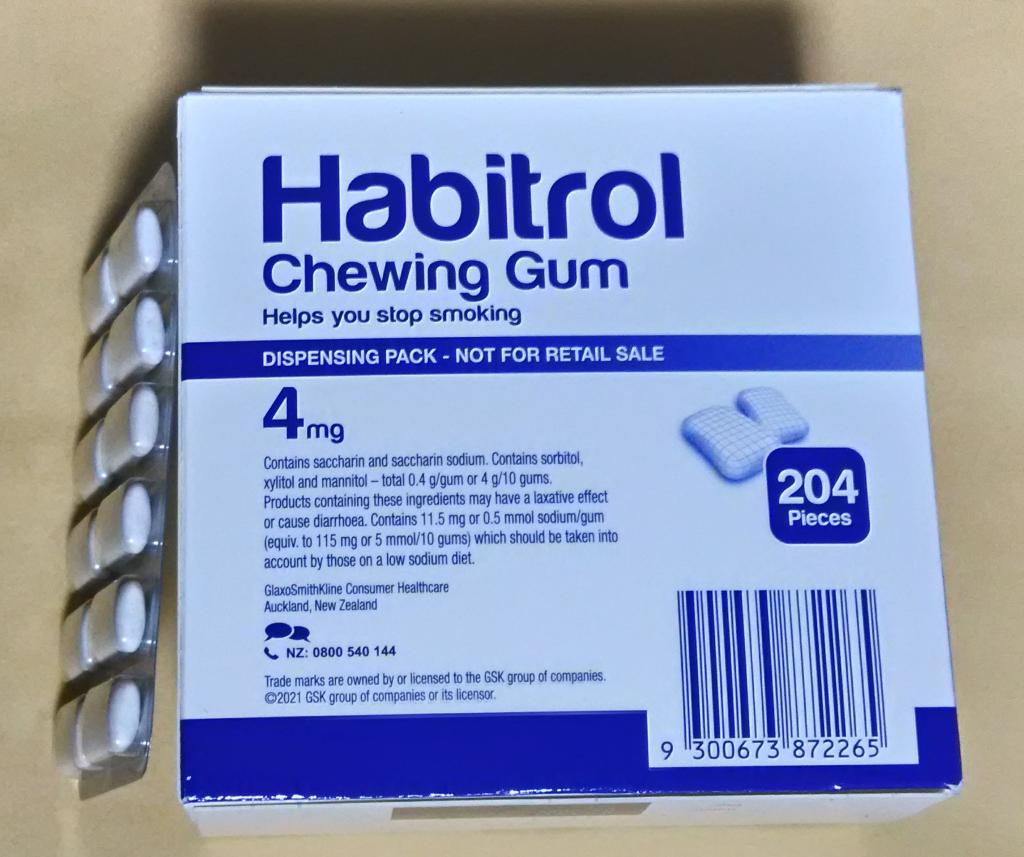 Habitrol
Chewing Gum
Helps you stop smoking
DISPENSING PACK - NOT FOR RETAIL SALE
4mg
Contains saccharin and saccharin sodium. Contains sorbitol,
xylitol and mannitol – total 0.4 g/gum or 4 g/10 gums.
Products containing these ingredients may have a laxative effect
or cause diarrhoea. Contains 11.5 mg or 0.5 mmol sodium/gum
(equiv. to 115 mg or 5 mmol/10 gums) which should be taken into
account by those on a low sodium diet.
204
Pieces
GlaxoSmithKline Consumer Healthcare
Auckland, New Zealand
NZ: 0800 540 144
Trade marks are owned by or licensed to the GSK group of companies.
©2021 GSK group of companies or its licensor.
9 300673 872265